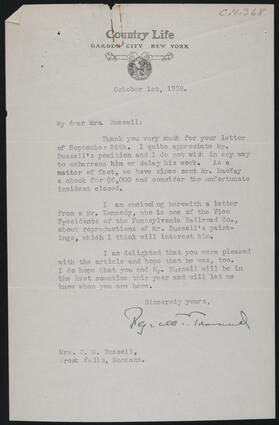 C.4.368
Country Life
GARDEN CITY NEW YORK
October 1st, 1926.
My dear Mrs. Russell:
Thank you very much for your letter
of September 25th. I quite appreciate Mr.
Russell's position and I do not wish in any way
to embarrass him or delay his work. As a
matter of fact, we have since sent Mr. MacKay
a check for $6,000 and consider the unfortunate
incident closed.
I am enclosing herewith a letter from
a Mr. Kennedy, who is one of the Vice
Presidents of the Pennsylvania Railroad Co.,
about reproductions of Mr. Russell's paint-
ings, which I think will interest him.
I am delighted that you were pleased
with the article and hope that he was, too.
I do hope that you and Mr. Russell will be in
the East sometime this year and will let me
know when you are here.
Sincerely yours,
Mrs. C. M. Russell,
Great Falls, Montana.